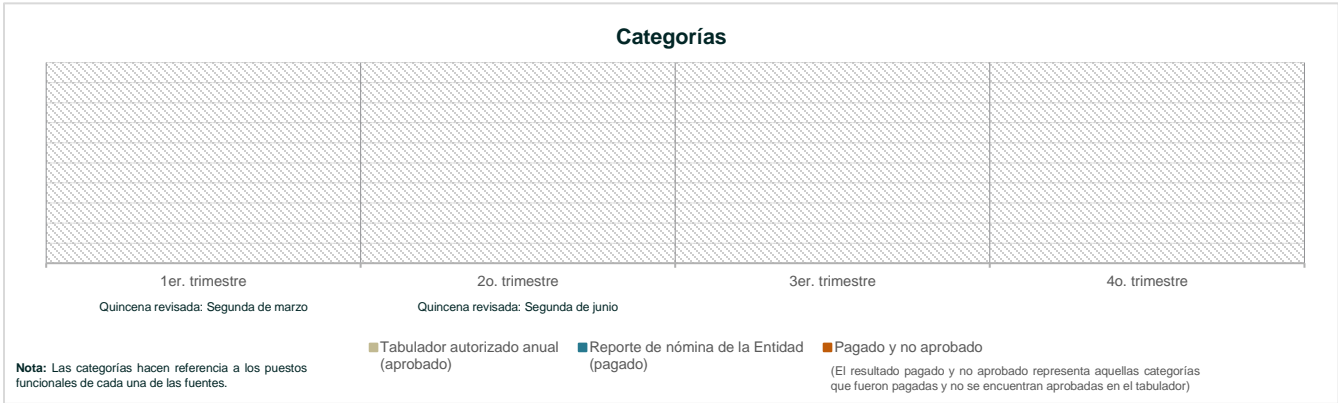 Categorías
1er. trimestre
2o. trimestre
3er. trimestre
4o. trimestre
Quincena revisada: Segunda de marzo
Quincena revisada: Segunda de junio
Tabulador autorizado anual
(aprobado)
Reporte de nómina de la Entidad
(pagado)
Pagado y no aprobado
Nota: Las categorías hacen referencia a los puestos
funcionales de cada una de las fuentes.
(El resultado pagado y no aprobado representa aquellas categorías
que fueron pagadas y no se encuentran aprobadas en el tabulador)